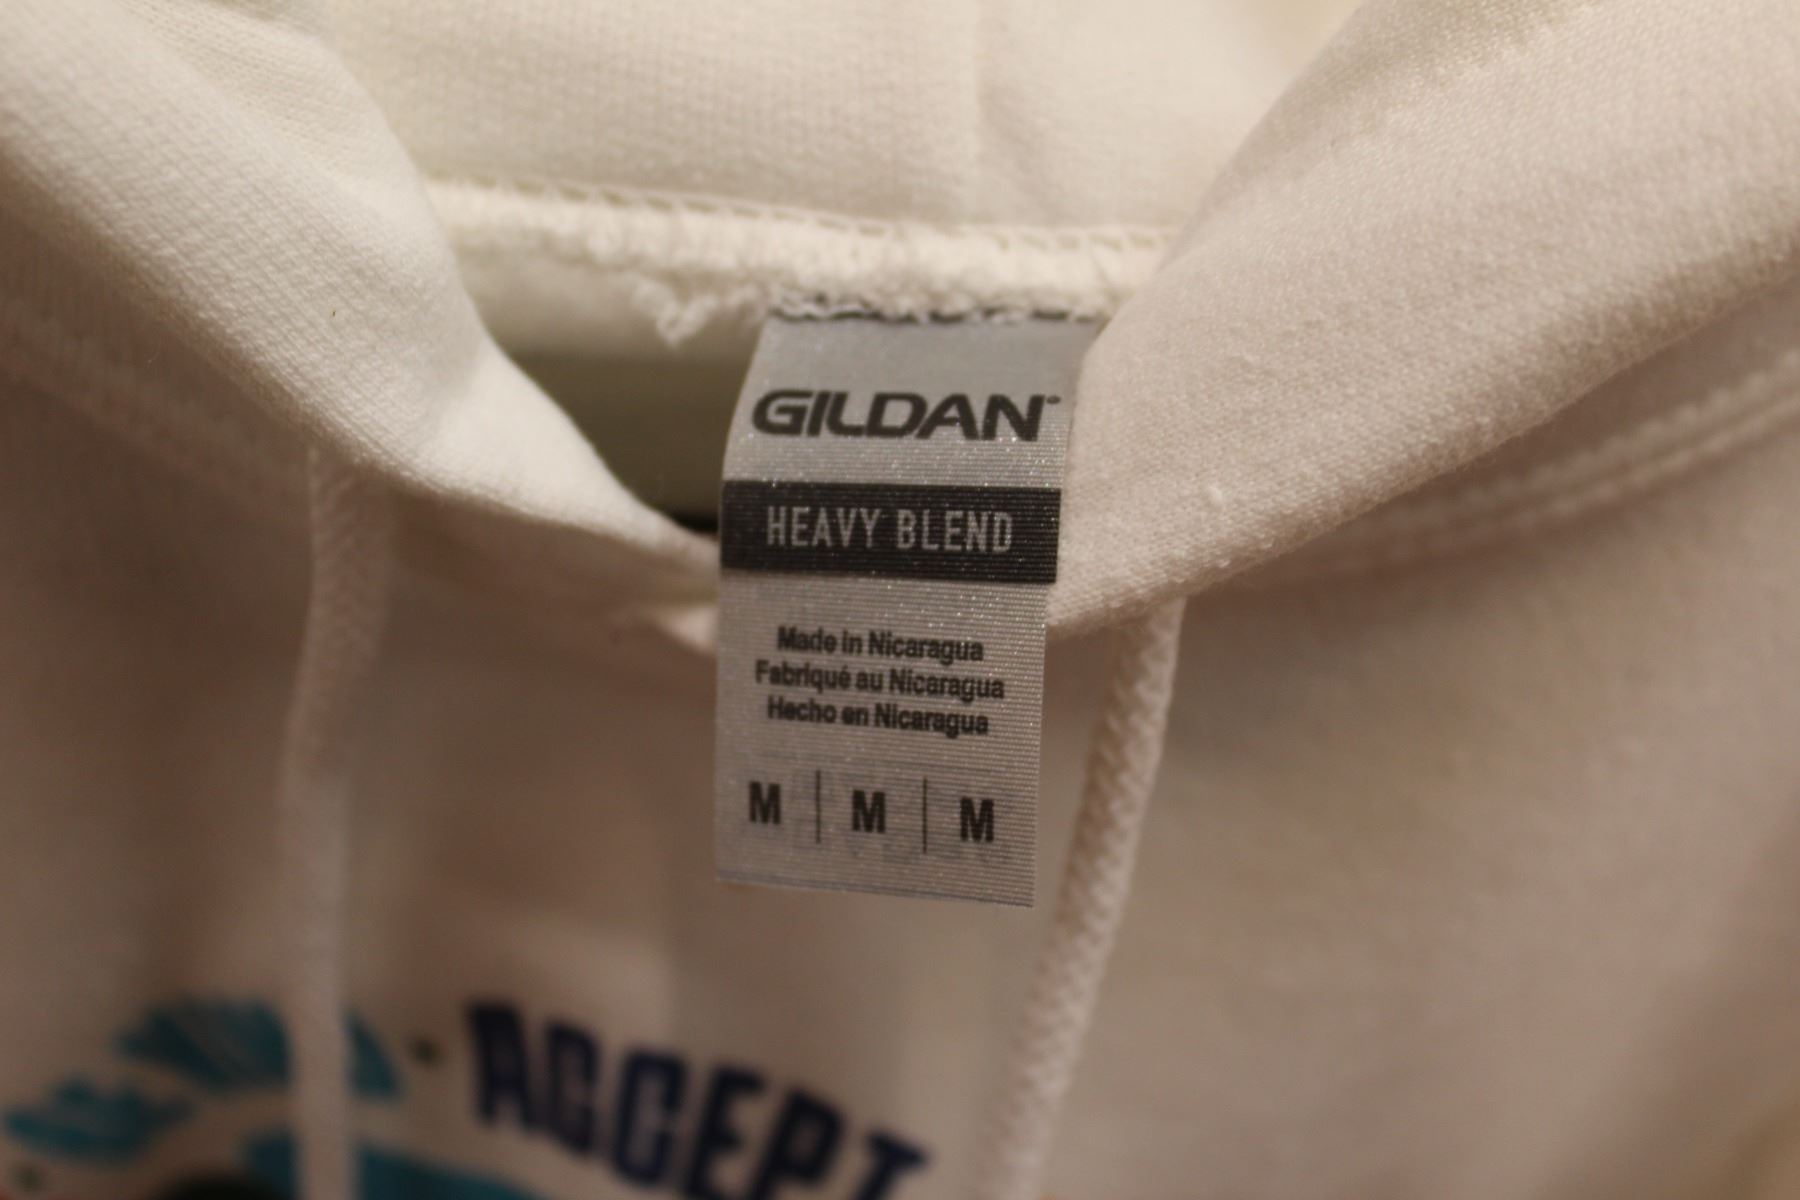 GILDAN
HEAVY BLEND
Made in Nicaragua
Fabriqué au Nicaragua
Hecho en Nicaragua
M | M | M
ACCEPT